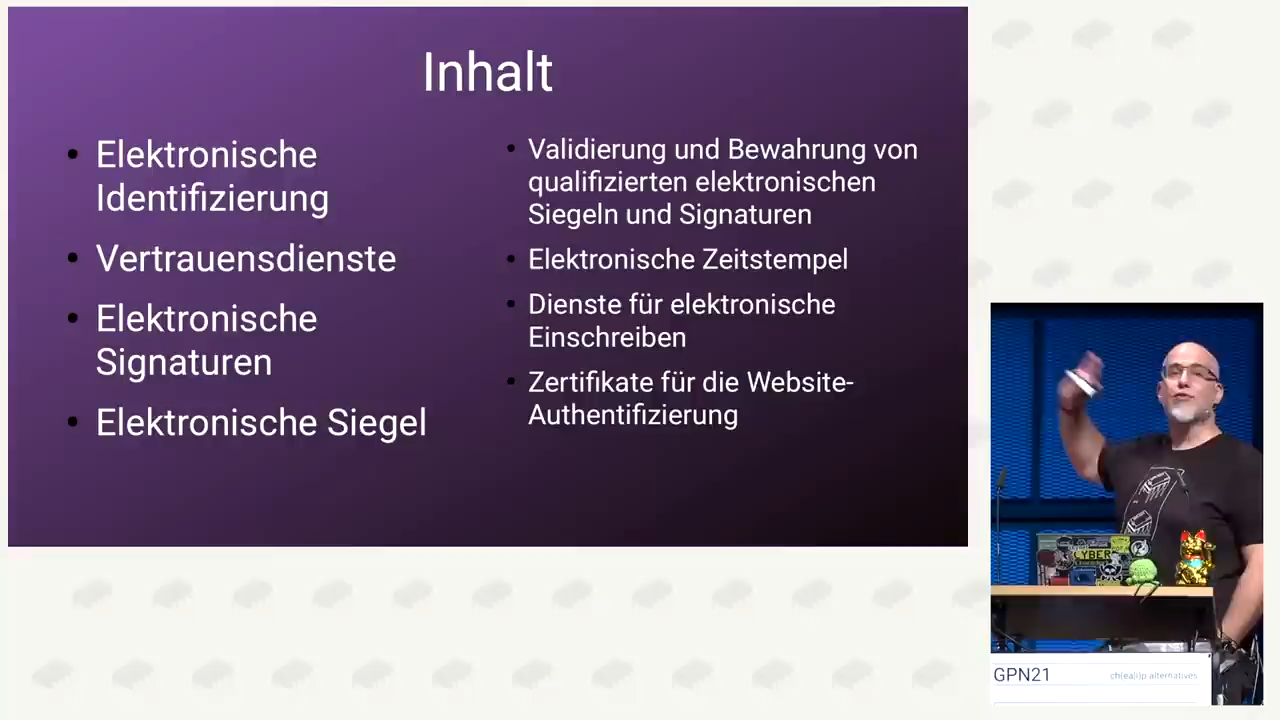 Inhalt
Elektronische
Identifizierung
Vertrauensdienste
Elektronische
Signaturen
Elektronische Siegel
Validierung und Bewahrung von
qualifizierten elektronischen
Siegeln und Signaturen
Elektronische Zeitstempel
Dienste für elektronische
Einschreiben
Zertifikate für die Website-
Authentifizierung
CYBER
GPN21
ch(ea(i)p alternatives